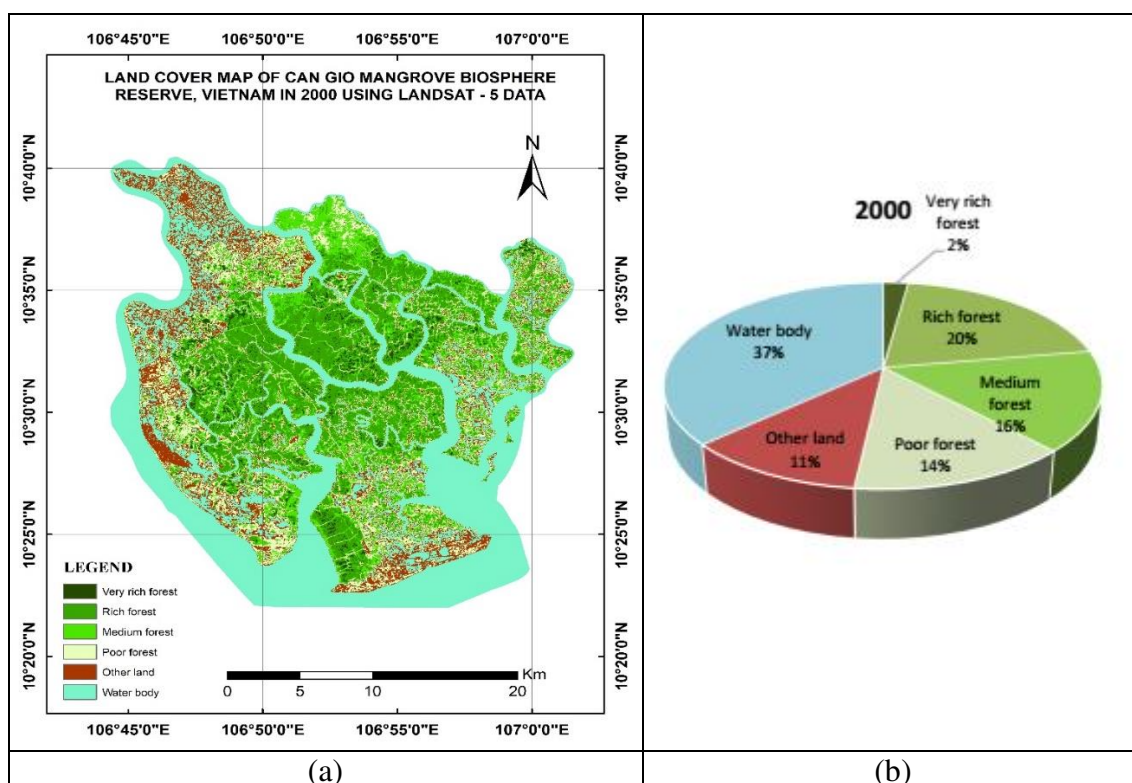 106°45'0"E 106°50'0"E 106°55'0"E 107°0'0"E
LAND COVER MAP OF CAN GIO MANGROVE BIOSPHERE
RESERVE, VIETNAM IN 2000 USING LANDSAT - 5 DATA
N
10°40'0"N 10°40'0"N
10°35'0"N 10°35'0"N
10°30'0"N 10°30'0"N
10°25'0"N 10°25'0"N
10°20'0"N 10°20'0"N
LEGEND
Very rich forest
Rich forest
Medium forest
Poor forest
Other land
Water body
Km
0 5 10 20
106°45'0"E 106°50'0"E 106°55'0"E 107°0'0"E
(a)
2000
Very rich
forest
2%
Rich forest
20%
Medium
forest
16%
Poor forest
14%
Other land
11%
Water body
37%
(b)